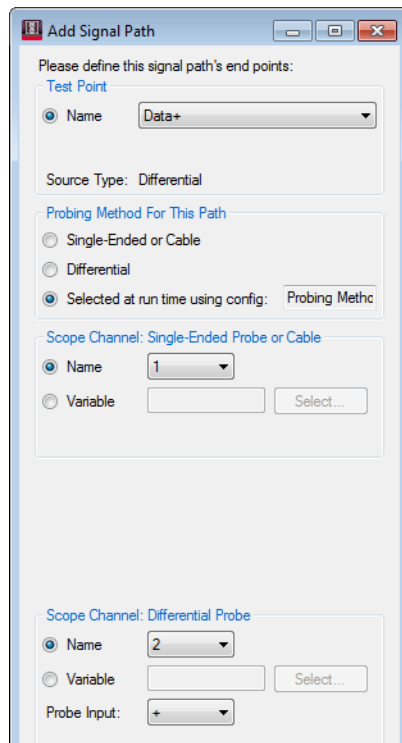 Add Signal Path
Please define this signal path's end points:
Test Point
Name Data+
Source Type: Differential
Probing Method For This Path
Single-Ended or Cable
Differential
Selected at run time using config: Probing Metho
Scope Channel: Single-Ended Probe or Cable
Name 1
Variable Select...
Scope Channel: Differential Probe
Name 2
Variable Select...
Probe Input: +